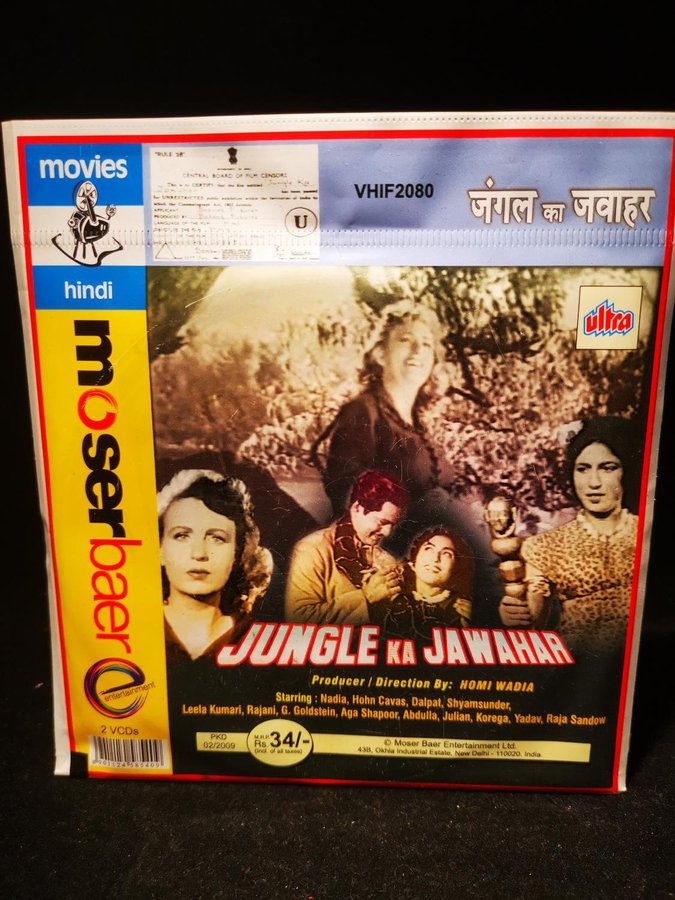 movies
"RULE 38"
CENTRAL BOARD OF FILM CENSORS
U
VHIF2080
जंगल का जवाहर
hindi
ultra
moserbaer
entertainment
JUNGLE KA JAWAHAR
Producer / Direction By: HOMI WADIA
Starring : Nadia, Hohn Cavas, Dalpat, Shyamsunder,
Leela Kumari, Rajani, G. Goldstein, Aga Shapoor, Abdulla, Julian, Korega, Yadav, Raja Sandow
2 VCDs
PKD
02/2009
M.R.P.
Rs.34/-
(incl. of all taxes)
© Moser Baer Entertainment Ltd.
43B, Okhla Industrial Estate, New Delhi - 110020. India.